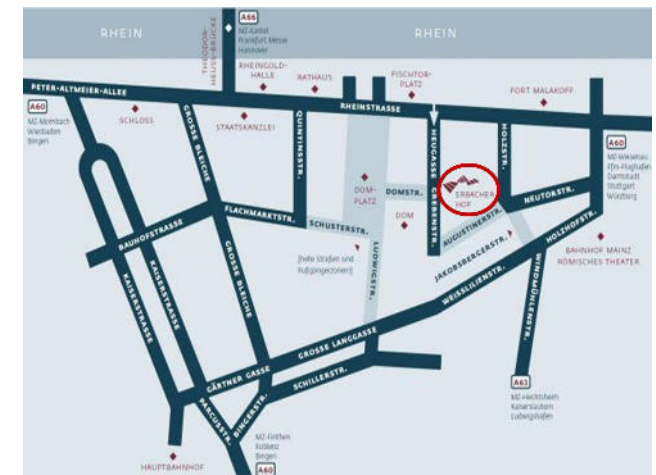 RHEIN
RHEIN
A66
MZ-Kastel
Frankfurt Messe
Hannover
THEODOR-
HEUSS-BRÜCKE
RHEINGOLD-
HALLE
RATHAUS
FISCHTOR-
PLATZ
FORT MALAKOFF
PETER-ALTMEIER-ALLEE
RHEINSTRASSE
A60
MZ-Mombach
Wiesbaden
Bingen
SCHLOSS
STAATSKANZLEI
GROSSE BLEICHE
QUINTINSSTR.
HEUGASSE
GREBENSTR.
HOLZSTR.
A60
MZ-Weisenau
Ffm-Flughafen
Darmstadt
Stuttgart
Würzburg
DOM-
PLATZ
DOMSTR.
ERBACHER
HOF
NEUTORSTR.
FLACHMARKTSTR.
SCHUSTERSTR.
DOM
AUGUSTINERSTR.
HOLZHOFSTR.
BAUHOFSTRASSE
[helle Straßen sind
Fußgängerzonen]
LUDWIGSTR.
JAKOBSBERGERSTR.
BAHNHOF MAINZ
RÖMISCHES THEATER
KAISERSTRASSE
KAISERSTRASSE
GROSSE BLEICHE
WEISSLILIENSTR.
WINDMÜHLENSTR.
GROSSE LANGGASSE
GÄRTNER GASSE
SCHILLERSTR.
A63
MZ-Hechtsheim
Kaiserslautern
Ludwigshafen
PARCUSSTR.
BINGERSTR.
MZ-Finthen
Koblenz
Bingen
A60
HAUPTBAHNHOF